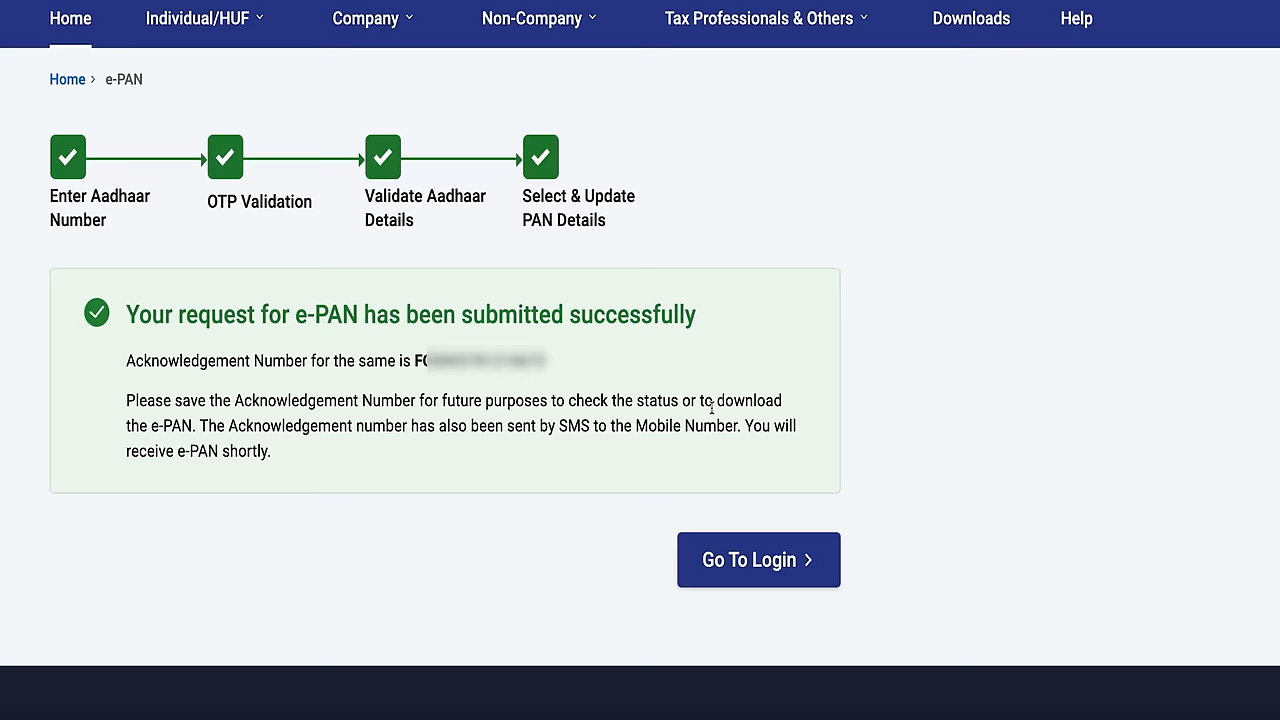 Home Individual/HUF Company Non-Company Tax Professionals & Others Downloads Help
Home > e-PAN
Enter Aadhaar Number
OTP Validation
Validate Aadhaar Details
Select & Update PAN Details
Your request for e-PAN has been submitted successfully
Acknowledgement Number for the same is
Please save the Acknowledgement Number for future purposes to check the status or to download
the e-PAN. The Acknowledgement number has also been sent by SMS to the Mobile Number. You will
receive e-PAN shortly.
Go To Login >